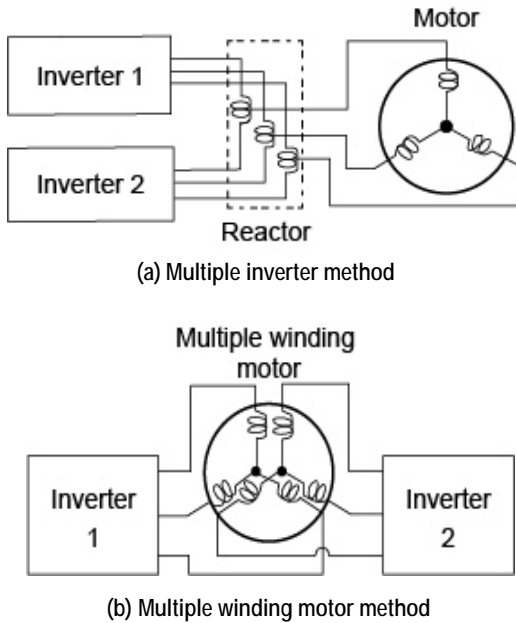 Motor
Inverter 1
Inverter 2
Reactor
(a) Multiple inverter method
Multiple winding
motor
Inverter
1
Inverter
2
(b) Multiple winding motor method